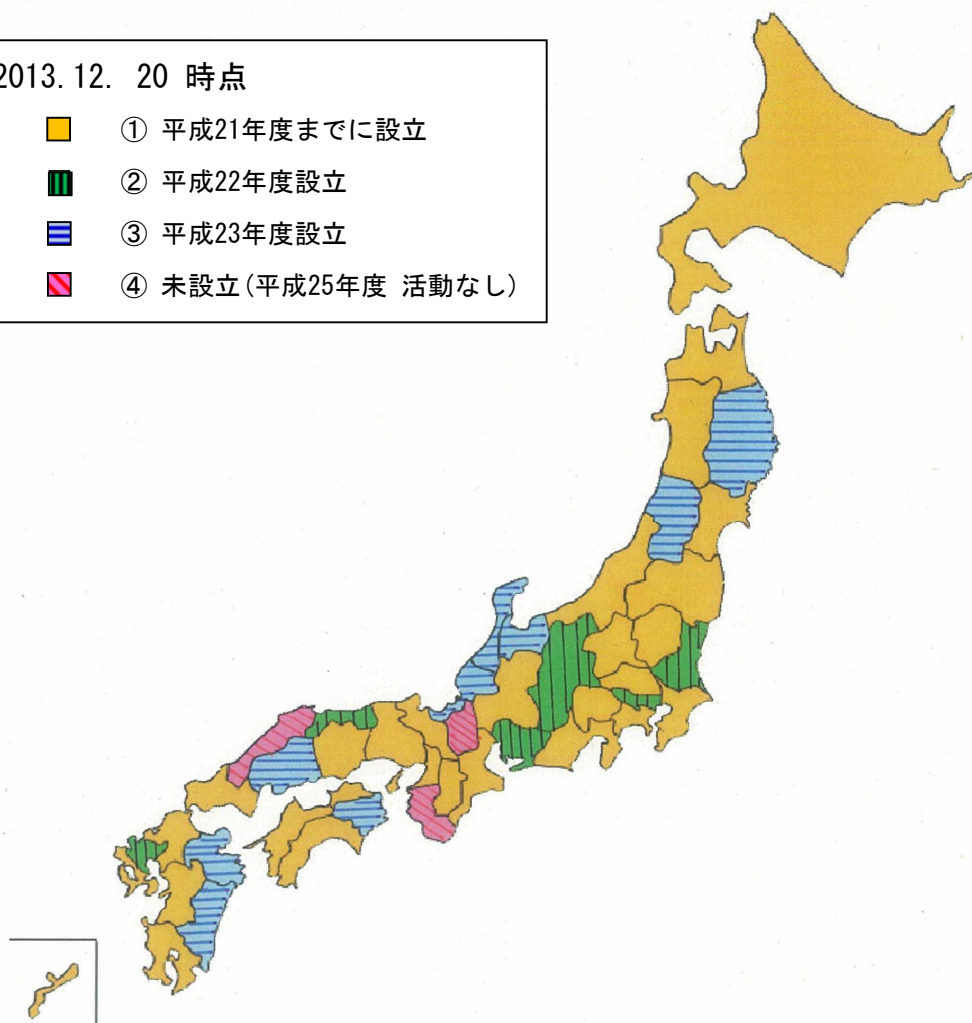 2013.12. 20 時点
① 平成21年度までに設立
② 平成22年度設立
③ 平成23年度設立
④ 未設立(平成25年度 活動なし)